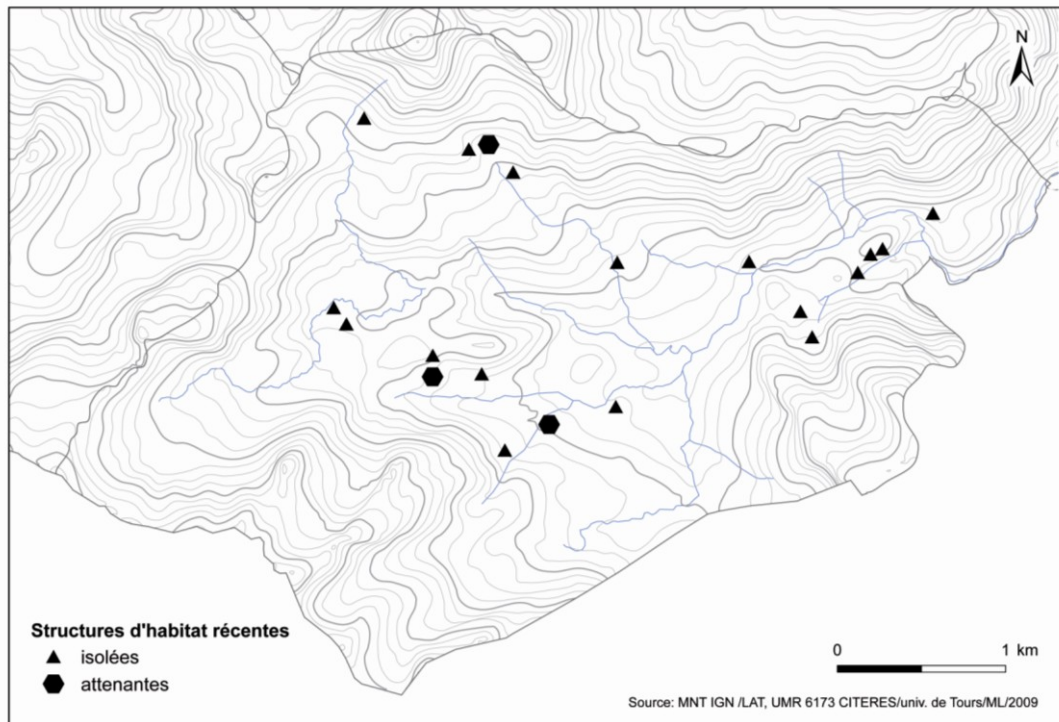 N
Structures d'habitat récentes
isolées
attenantes
0 1 km
Source: MNT IGN /LAT, UMR 6173 CITERES/univ. de Tours/ML/2009